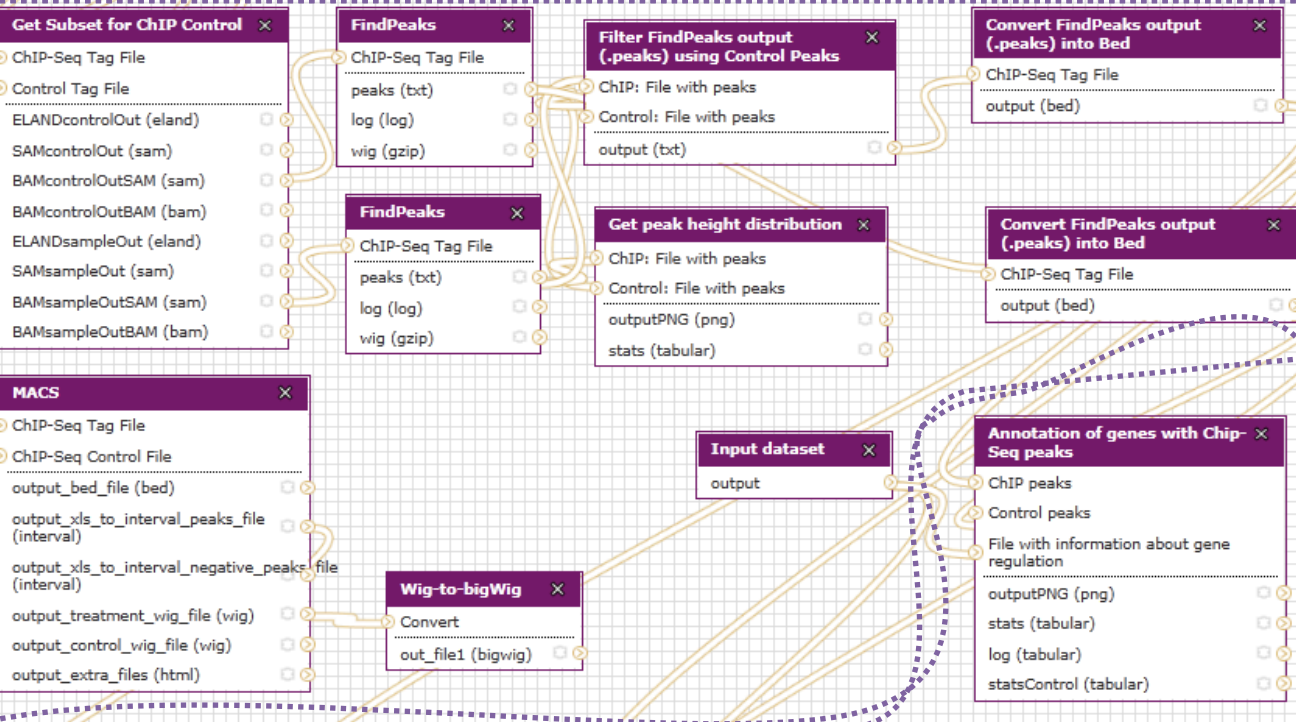 Get Subset for ChIP Control
ChIP-Seq Tag File
Control Tag File
ELANDcontrolOut (eland)
SAMcontrolOut (sam)
BAMcontrolOutSAM (sam)
BAMcontrolOutBAM (bam)
ELANDsampleOut (eland)
SAMsampleOut (sam)
BAMsampleOutSAM (sam)
BAMsampleOutBAM (bam)
FindPeaks
ChIP-Seq Tag File
peaks (txt)
log (log)
wig (gzip)
FindPeaks
ChIP-Seq Tag File
peaks (txt)
log (log)
wig (gzip)
Filter FindPeaks output
(.peaks) using Control Peaks
ChIP: File with peaks
Control: File with peaks
output (txt)
Get peak height distribution
ChIP: File with peaks
Control: File with peaks
outputPNG (png)
stats (tabular)
Convert FindPeaks output
(.peaks) into Bed
ChIP-Seq Tag File
output (bed)
Convert FindPeaks output
(.peaks) into Bed
ChIP-Seq Tag File
output (bed)
MACS
ChIP-Seq Tag File
ChIP-Seq Control File
output_bed_file (bed)
output_xls_to_interval_peaks_file
(interval)
output_xls_to_interval_negative_peaks_file
(interval)
output_treatment_wig_file (wig)
output_control_wig_file (wig)
output_extra_files (html)
Wig-to-bigWig
Convert
out_file1 (bigwig)
Input dataset
output
Annotation of genes with Chip-
Seq peaks
ChIP peaks
Control peaks
File with information about gene
regulation
outputPNG (png)
stats (tabular)
log (tabular)
statsControl (tabular)